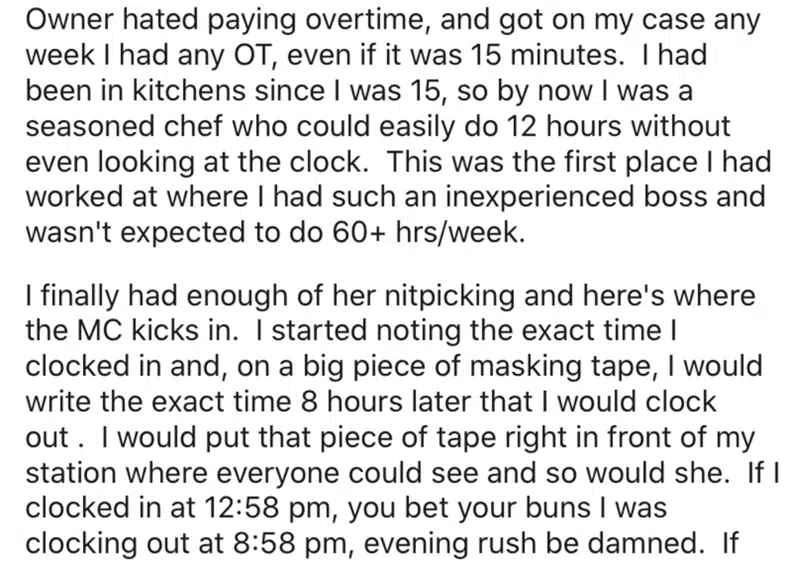 Owner hated paying overtime, and got on my case any
week I had any OT, even if it was 15 minutes.  I had
been in kitchens since I was 15, so by now I was a
seasoned chef who could easily do 12 hours without
even looking at the clock.  This was the first place I had
worked at where I had such an inexperienced boss and
wasn't expected to do 60+ hrs/week.
I finally had enough of her nitpicking and here's where
the MC kicks in.  I started noting the exact time I
clocked in and, on a big piece of masking tape, I would
write the exact time 8 hours later that I would clock
out .  I would put that piece of tape right in front of my
station where everyone could see and so would she.  If I
clocked in at 12:58 pm, you bet your buns I was
clocking out at 8:58 pm, evening rush be damned.  If